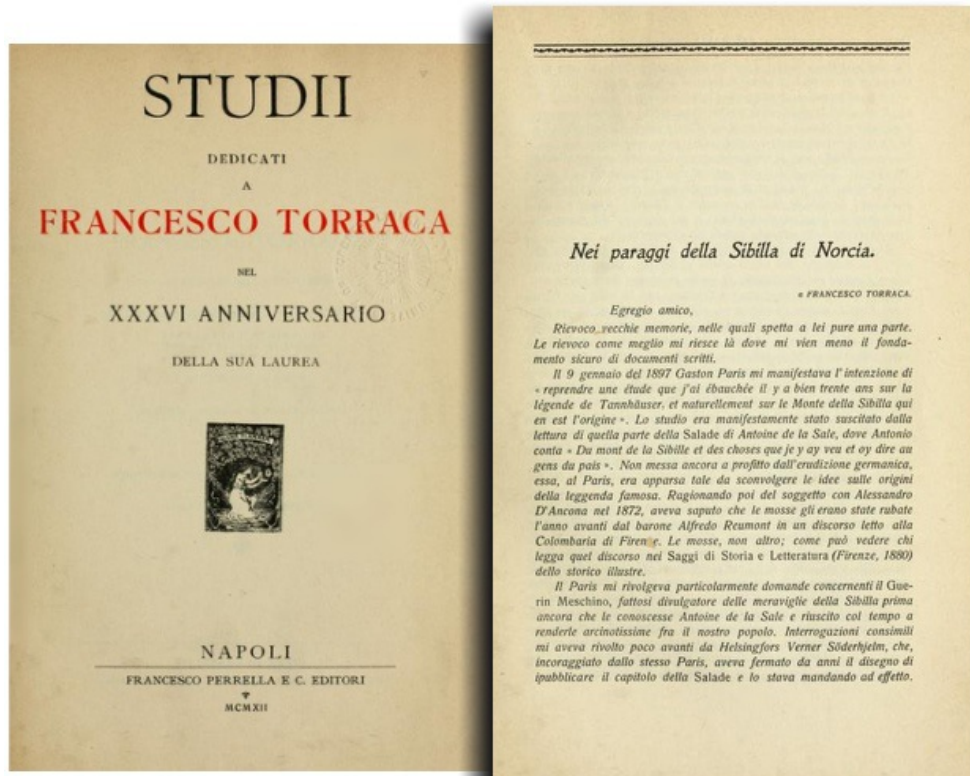 STUDII
DEDICATI
A
FRANCESCO TORRACA
NEL
XXXVI ANNIVERSARIO
DELLA SUA LAUREA
NAPOLI
FRANCESCO PERRELLA E C. EDITORI
MCMXII
Nei paraggi della Sibilla di Norcia.
a FRANCESCO TORRACA.
Egregio amico,
Rievoco vecchie memorie, nelle quali spetta a lei pure una parte.
Le rievoco come meglio mi riesce là dove mi vien meno il fonda-
mento sicuro di documenti scritti.
Il 9 gennaio del 1897 Gaston Paris mi manifestava l'intenzione di
« reprendre une étude que j'ai ébauchée il y a bien trente ans sur la
légende de Tannhäuser, et naturellement sur le Monte della Sibilla qui
en est l'origine ». Lo studio era manifestamente stato suscitato dalla
lettura di quella parte della Salade di Antoine de la Sale, dove Antonio
conta « Du mont de la Sibille et des choses que je y ay veu et oy dire au
gens du pais ». Non messa ancora a profitto dall'erudizione germanica,
essa, al Paris, era apparsa tale da sconvolgere le idee sulle origini
della leggenda famosa. Ragionando poi del soggetto con Alessandro
D'Ancona nel 1872, aveva saputo che le mosse gli erano state rubate
l'anno avanti dal barone Alfredo Reumont in un discorso letto alla
Colombaria di Firenze. Le mosse, non altro; come può vedere chi
legga quel discorso nei Saggi di Storia e Letteratura (Firenze, 1880)
dello storico illustre.
Il Paris mi rivolgeva particolarmente domande concernenti il Gue-
rin Meschino, fattosi divulgatore delle meraviglie della Sibilla prima
ancora che le conoscesse Antoine de la Sale e riuscito col tempo a
renderle arcinotissime fra il nostro popolo. Interrogazioni consimili
mi aveva rivolto poco avanti da Helsingfors Verner Söderhjelm, che,
incoraggiato dallo stesso Paris, aveva fermato da anni il disegno di
ipubblicare il capitolo della Salade e lo stava mandando ad effetto.